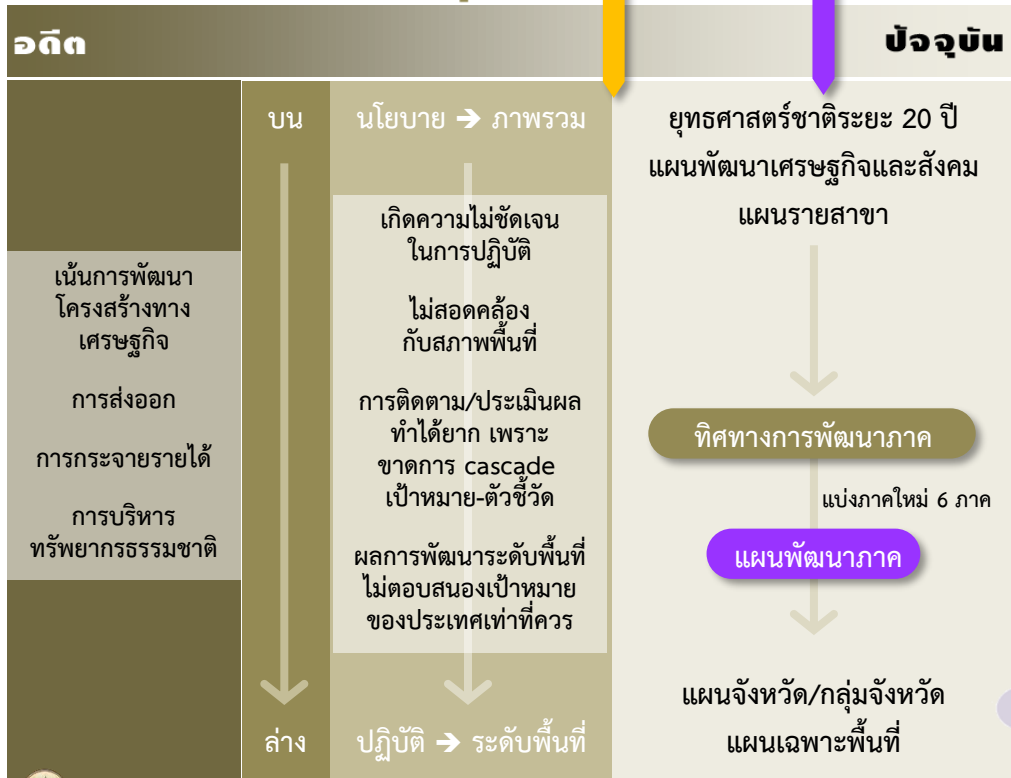 อดีต
ปัจจุบัน
เน้นการพัฒนา
โครงสร้างทาง
เศรษฐกิจ
การส่งออก
การกระจายรายได้
การบริหาร
ทรัพยากรธรรมชาติ
บน
ล่าง
นโยบาย ➔ ภาพรวม
เกิดความไม่ชัดเจน
ในการปฏิบัติ
ไม่สอดคล้อง
กับสภาพพื้นที่
การติดตาม/ประเมินผล
ทำได้ยาก เพราะ
ขาดการ cascade
เป้าหมาย-ตัวชี้วัด
ผลการพัฒนาระดับพื้นที่
ไม่ตอบสนองเป้าหมาย
ของประเทศเท่าที่ควร
ปฏิบัติ ➔ ระดับพื้นที่
ยุทธศาสตร์ชาติระยะ 20 ปี
แผนพัฒนาเศรษฐกิจและสังคม
แผนรายสาขา
ทิศทางการพัฒนาภาค
แบ่งภาคใหม่ 6 ภาค
แผนพัฒนาภาค
แผนจังหวัด/กลุ่มจังหวัด
แผนเฉพาะพื้นที่